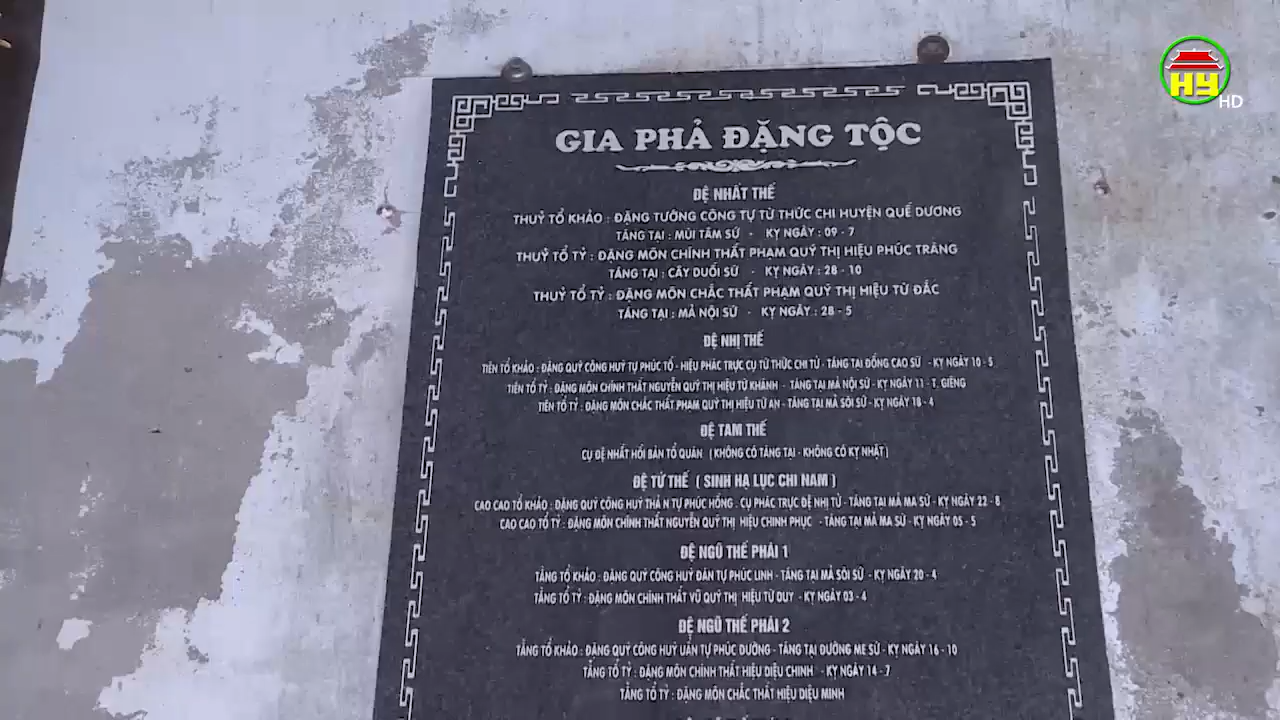 HY
HD
GIA PHẢ ĐẶNG TỘC
ĐỆ NHẤT THẾ
THUỶ TỔ KHẢO : ĐẶNG TƯỚNG CÔNG TỰ TỪ THỨC CHI HUYỆN QUẾ DƯƠNG
TÁNG TẠI : MÙI TÂM SỨ - KỴ NGÀY : 09 - 7
THUỶ TỔ TỶ : ĐẶNG MÔN CHÍNH THẤT PHẠM QUÝ THỊ HIỆU PHÚC TRÀNG
TÁNG TẠI : CÂY DUỐI SỨ - KỴ NGÀY : 28 - 10
THUỶ TỔ TỶ : ĐẶNG MÔN CHẮC THẤT PHẠM QUÝ THỊ HIỆU TỪ ĐẮC
TÁNG TẠI : MẢ NỘI SỨ - KỴ NGÀY : 28 - 5
ĐỆ NHỊ THẾ
TIÊN TỔ KHẢO : ĐẶNG QUÝ CÔNG HUÝ TỰ PHÚC TỔ - HIỆU PHÁC TRỰC CỤ TỪ THỨC CHI TỬ - TÁNG TẠI ĐỒNG CAO SỨ - KỴ NGÀY 10 - 5
TIÊN TỔ TỶ : ĐẶNG MÔN CHÍNH THẤT NGUYỄN QUÝ THỊ HIỆU TỪ KHÁNH - TÁNG TẠI MẢ NỘI SỨ - KỴ NGÀY 11 - T. GIÊNG
TIÊN TỔ TỶ : ĐẶNG MÔN CHẮC THẤT PHẠM QUÝ THỊ HIỆU TỪ AN - TÁNG TẠI MẢ SÔI SỨ - KỴ NGÀY 18 - 4
ĐỆ TAM THẾ
CỤ ĐỆ NHẤT HỒI BẢN TỔ QUÁN ( KHÔNG CÓ TÁNG TẠI - KHÔNG CÓ KỴ NHẬT )
ĐỆ TỨ THẾ ( SINH HẠ LỤC CHI NAM )
CAO CAO TỔ KHẢO : ĐẶNG QUÝ CÔNG HUÝ THẢ N TỰ PHÚC HỒNG . CỤ PHÁC TRỰC ĐỆ NHỊ TỬ - TÁNG TẠI MẢ MA SỨ - KỴ NGÀY 22 - 8
CAO CAO TỔ TỶ : ĐẶNG MÔN CHÍNH THẤT NGUYỄN QUÝ THỊ HIỆU CHINH PHỤC - TÁNG TẠI MẢ MA SỨ - KỴ NGÀY 05 - 5
ĐỆ NGŨ THẾ PHÁI 1
TẰNG TỔ KHẢO : ĐẶNG QUÝ CÔNG HUÝ ĐÁN TỰ PHÚC LINH - TÁNG TẠI MẢ SÔI SỨ - KỴ NGÀY 20 - 4
TẰNG TỔ TỶ : ĐẶNG MÔN CHÍNH THẤT VŨ QUÝ THỊ HIỆU TỪ DUY - KỴ NGÀY 03 - 4
ĐỆ NGŨ THẾ PHÁI 2
TẰNG TỔ KHẢO : ĐẶNG QUÝ CÔNG HUÝ UẨN TỰ PHÚC DƯỠNG - TÁNG TẠI ĐƯỜNG ME SỨ - KỴ NGÀY 16 - 10
TẰNG TỔ TỶ : ĐẶNG MÔN CHÍNH THẤT HIỆU DIỆU CHINH - KỴ NGÀY 14 - 7
TẰNG TỔ TỶ : ĐẶNG MÔN CHẮC THẤT HIỆU DIỆU MINH